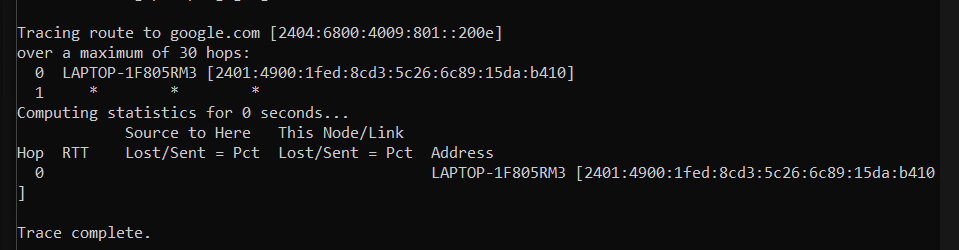 Tracing route to google.com [2404:6800:4009:801::200e]
over a maximum of 30 hops:
  0  LAPTOP-1F805RM3 [2401:4900:1fed:8cd3:5c26:6c89:15da:b410]
  1     *        *        *
Computing statistics for 0 seconds...
            Source to Here   This Node/Link
Hop  RTT    Lost/Sent = Pct  Lost/Sent = Pct  Address
  0                                           LAPTOP-1F805RM3 [2401:4900:1fed:8cd3:5c26:6c89:15da:b410
]
Trace complete.